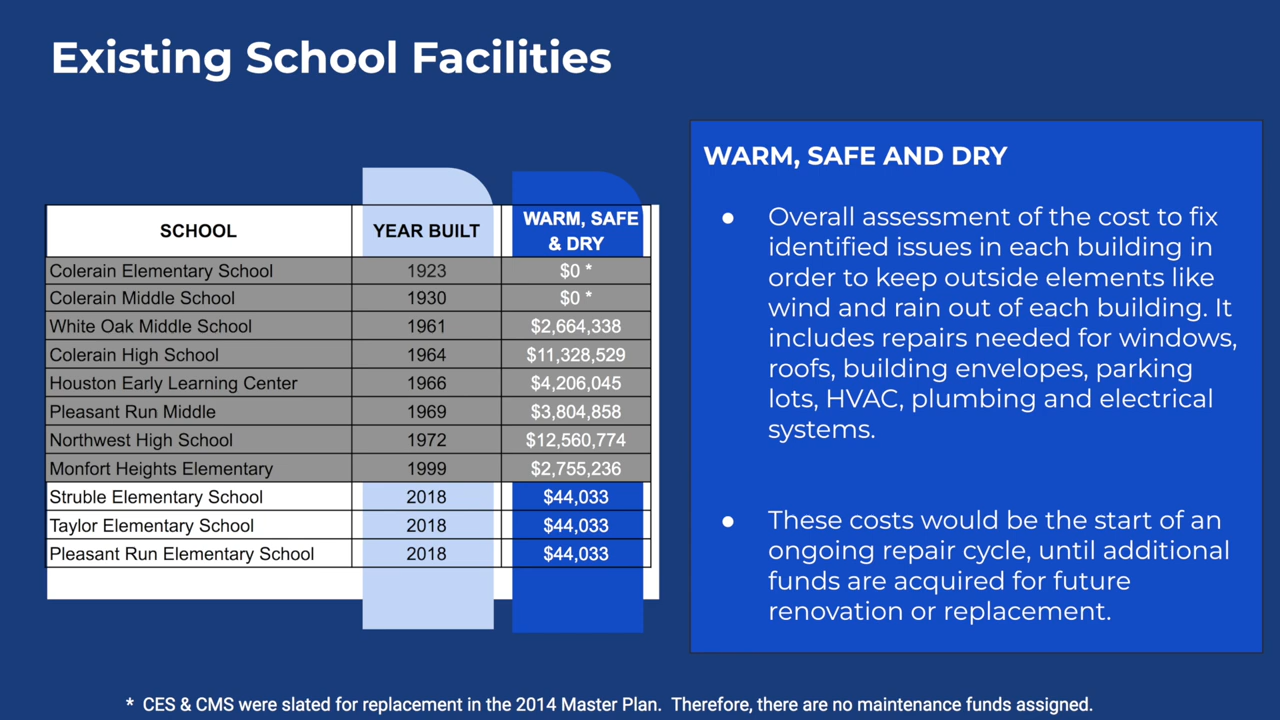 Existing School Facilities
SCHOOL YEAR BUILT WARM, SAFE & DRY
Colerain Elementary School 1923 $0 *
Colerain Middle School 1930 $0 *
White Oak Middle School 1961 $2,664,338
Colerain High School 1964 $11,328,529
Houston Early Learning Center 1966 $4,206,045
Pleasant Run Middle 1969 $3,804,858
Northwest High School 1972 $12,560,774
Monfort Heights Elementary 1999 $2,755,236
Struble Elementary School 2018 $44,033
Taylor Elementary School 2018 $44,033
Pleasant Run Elementary School 2018 $44,033
WARM, SAFE AND DRY
● Overall assessment of the cost to fix
identified issues in each building in
order to keep outside elements like
wind and rain out of each building. It
includes repairs needed for windows,
roofs, building envelopes, parking
lots, HVAC, plumbing and electrical
systems.
● These costs would be the start of an
ongoing repair cycle, until additional
funds are acquired for future
renovation or replacement.
* CES & CMS were slated for replacement in the 2014 Master Plan. Therefore, there are no maintenance funds assigned.